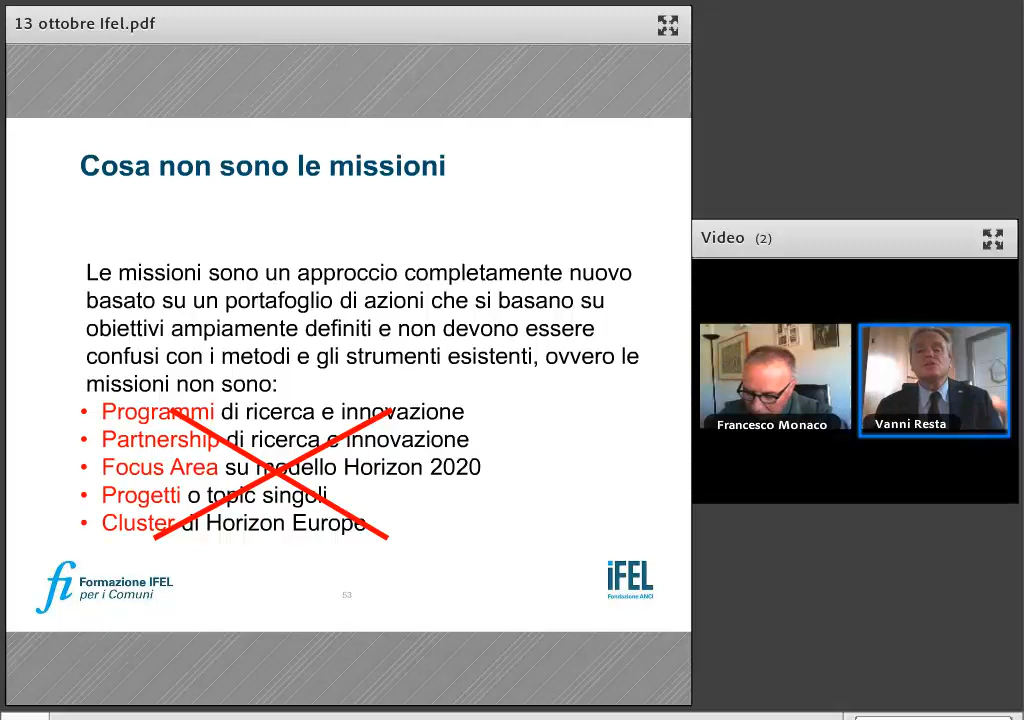 13 ottobre Ifel.pdf
Cosa non sono le missioni
Le missioni sono un approccio completamente nuovo
basato su un portafoglio di azioni che si basano su
obiettivi ampiamente definiti e non devono essere
confusi con i metodi e gli strumenti esistenti, ovvero le
missioni non sono:
• Programmi di ricerca e innovazione
• Partnership di ricerca e innovazione
• Focus Area su modello Horizon 2020
• Progetti o topic singoli
• Cluster di Horizon Europe
fi Formazione IFEL
per i Comuni
53
iFEL
Formazione ANCI
Video (2)
Francesco Monaco
Vanni Resta